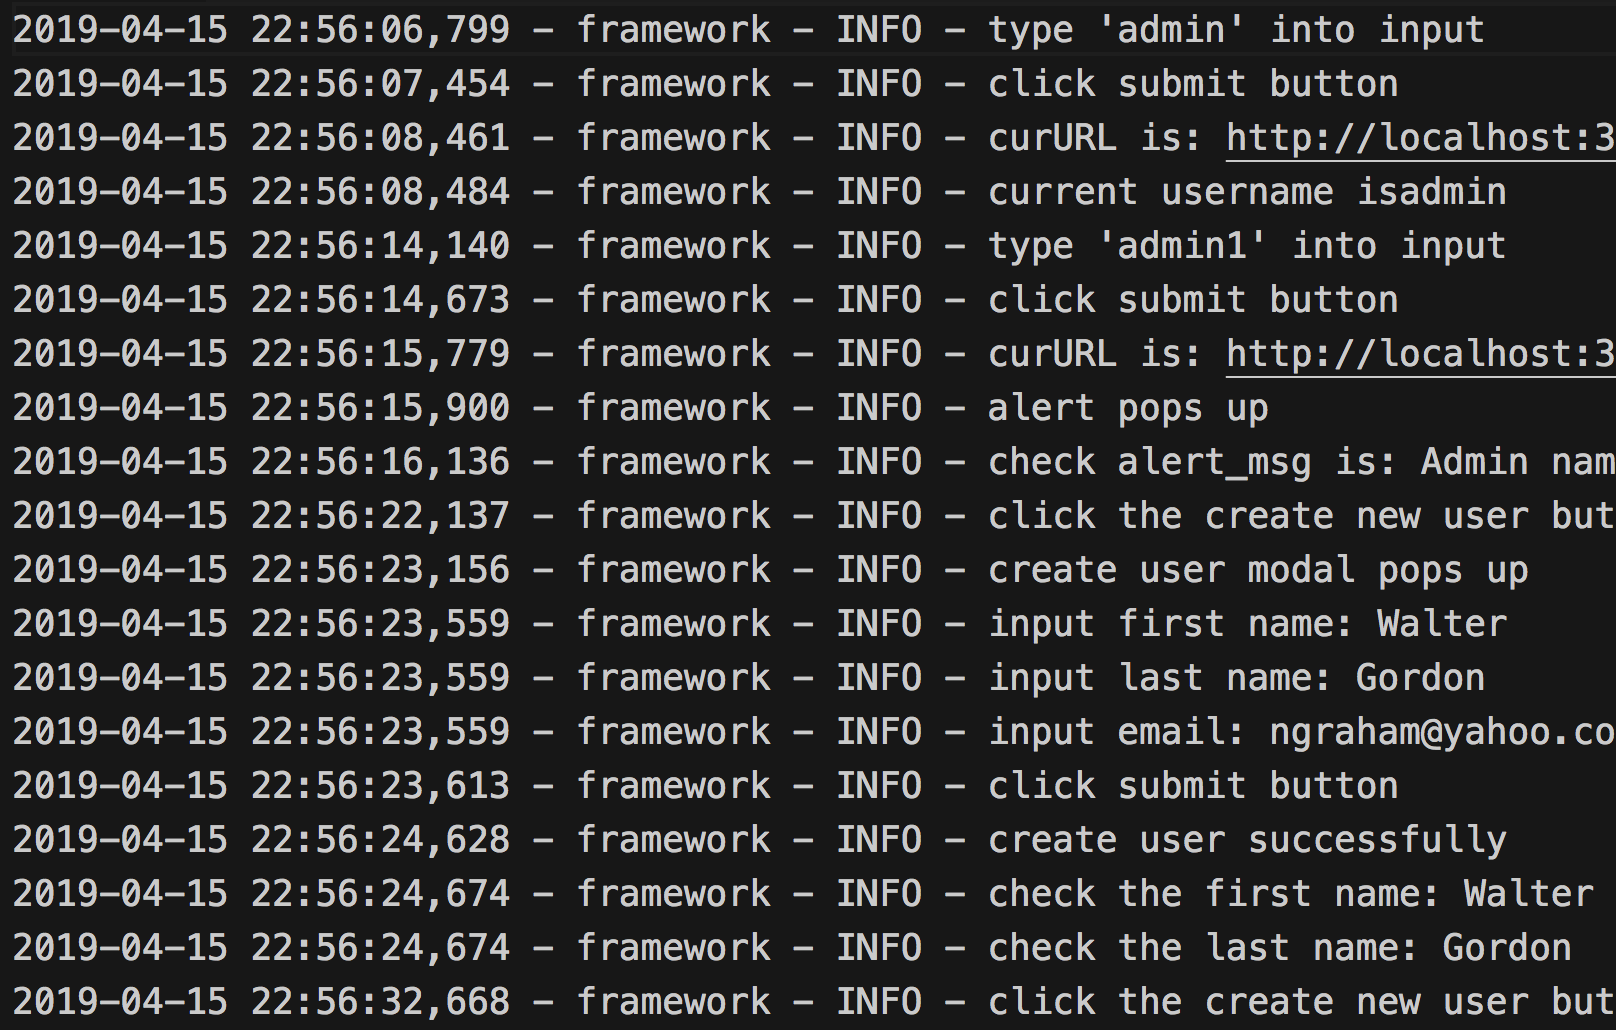 2019-04-15 22:56:06,799 - framework - INFO - type 'admin' into input
2019-04-15 22:56:07,454 - framework - INFO - click submit button
2019-04-15 22:56:08,461 - framework - INFO - curURL is: http://localhost:3
2019-04-15 22:56:08,484 - framework - INFO - current username isadmin
2019-04-15 22:56:14,140 - framework - INFO - type 'admin1' into input
2019-04-15 22:56:14,673 - framework - INFO - click submit button
2019-04-15 22:56:15,779 - framework - INFO - curURL is: http://localhost:3
2019-04-15 22:56:15,900 - framework - INFO - alert pops up
2019-04-15 22:56:16,136 - framework - INFO - check alert_msg is: Admin nam
2019-04-15 22:56:22,137 - framework - INFO - click the create new user but
2019-04-15 22:56:23,156 - framework - INFO - create user modal pops up
2019-04-15 22:56:23,559 - framework - INFO - input first name: Walter
2019-04-15 22:56:23,559 - framework - INFO - input last name: Gordon
2019-04-15 22:56:23,559 - framework - INFO - input email: ngraham@yahoo.co
2019-04-15 22:56:23,613 - framework - INFO - click submit button
2019-04-15 22:56:24,628 - framework - INFO - create user successfully
2019-04-15 22:56:24,674 - framework - INFO - check the first name: Walter
2019-04-15 22:56:24,674 - framework - INFO - check the last name: Gordon
2019-04-15 22:56:32,668 - framework - INFO - click the create new user but